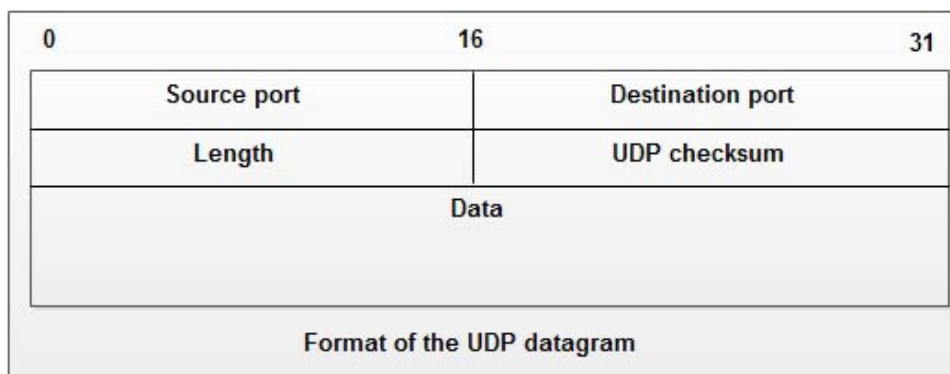 0 16 31
Source port Destination port
Length UDP checksum
Data
Format of the UDP datagram